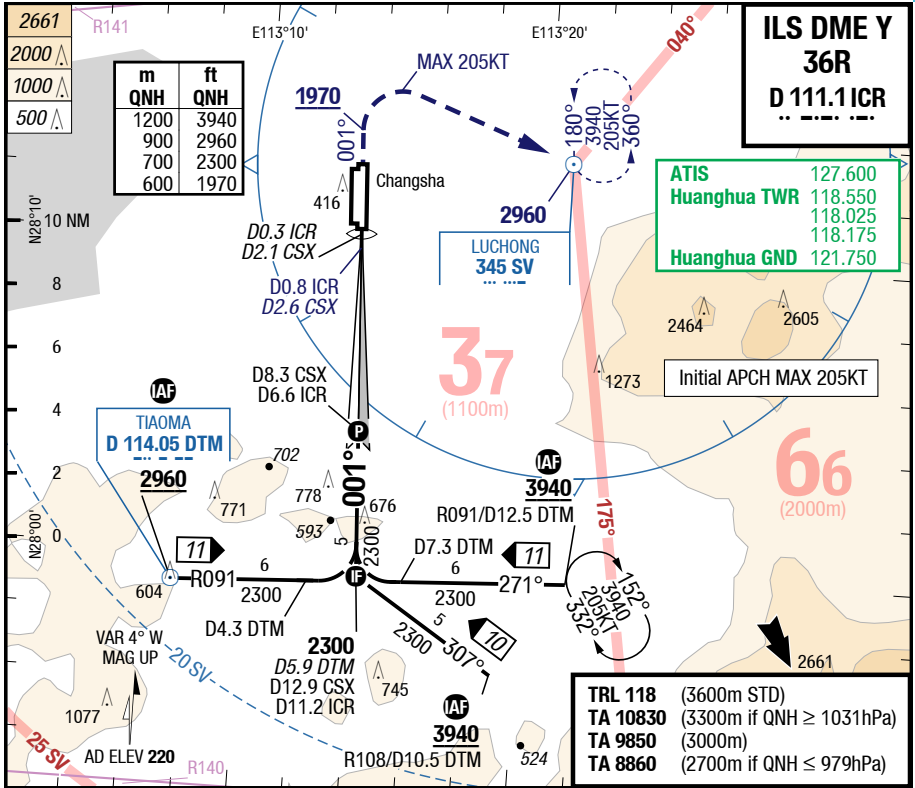 2661
2000
1000
500
R141
E113°10'
E113°20'
040°
ILS DME Y
36R
D 111.1 ICR
m ft
QNH QNH
1200 3940
900 2960
700 2300
600 1970
MAX 205KT
1970
001°
180°
3940
205KT
360°
Changsha
416
2960
LUCHONG
345 SV
ATIS 127.600
Huanghua TWR 118.550
118.025
118.175
Huanghua GND 121.750
N28°10'
10 NM
D0.3 ICR
D2.1 CSX
D0.8 ICR
D2.6 CSX
8
6
4
2
0
37
(1100m)
2464
2605
1273
Initial APCH MAX 205KT
D8.3 CSX
D6.6 ICR
P
IAF
TIAOMA
D 114.05 DTM
2960
702
771
778
593
676
001°
5
2300
IAF
3940
R091/D12.5 DTM
66
(2000m)
175°
N28°00'
11
R091
6
2300
604
D4.3 DTM
IF
D7.3 DTM
11
6
2300
271°
152°
3940
205KT
332°
5
2300
307°
10
2300
D5.9 DTM
D12.9 CSX
D11.2 ICR
745
VAR 4° W
MAG UP
20 SV
1077
AD ELEV 220
25 SV
R140
IAF
3940
R108/D10.5 DTM
524
2661
TRL 118 (3600m STD)
TA 10830 (3300m if QNH ≥ 1031hPa)
TA 9850 (3000m)
TA 8860 (2700m if QNH ≤ 979hPa)